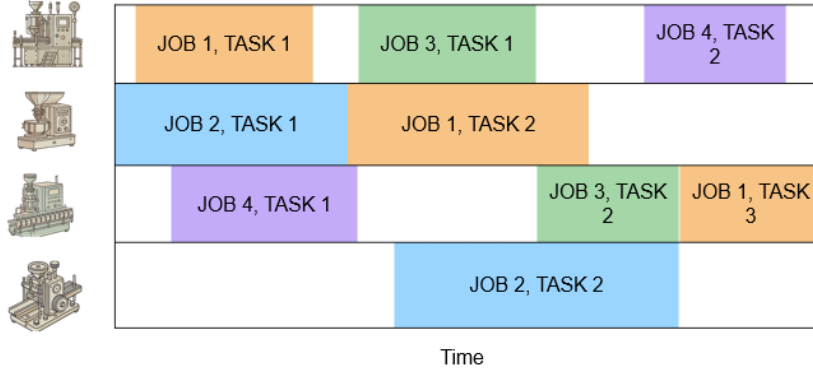 JOB 1, TASK 1
JOB 3, TASK 1
JOB 4, TASK
2
JOB 2, TASK 1
JOB 1, TASK 2
JOB 4, TASK 1
JOB 3, TASK
2
JOB 1, TASK
3
JOB 2, TASK 2
Time